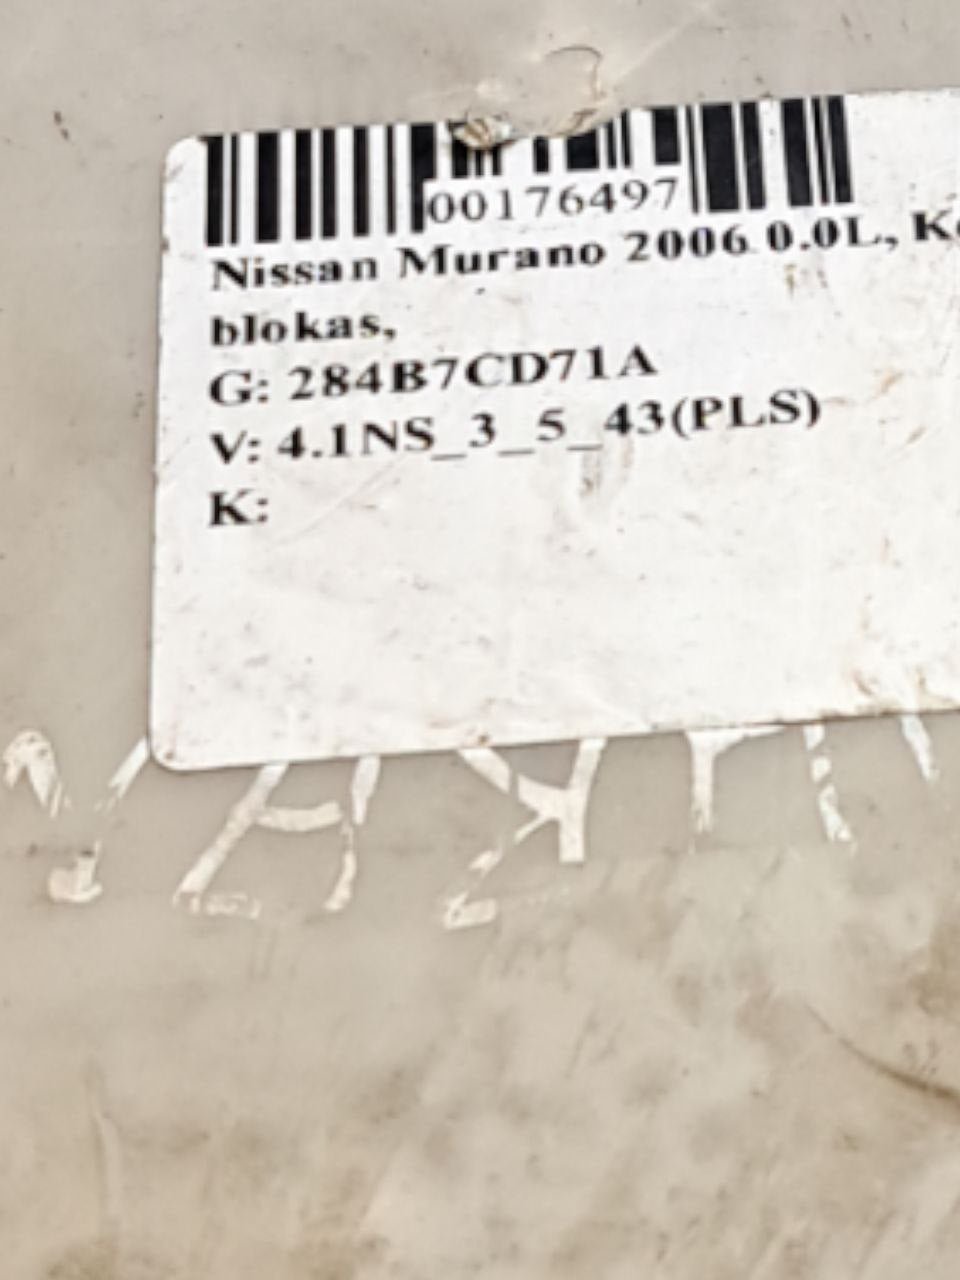 00176497
Nissan Murano 2006 0.0L,
blokas,
G: 284B7CD71A
V: 4.1NS_3_5_43(PLS)
K: